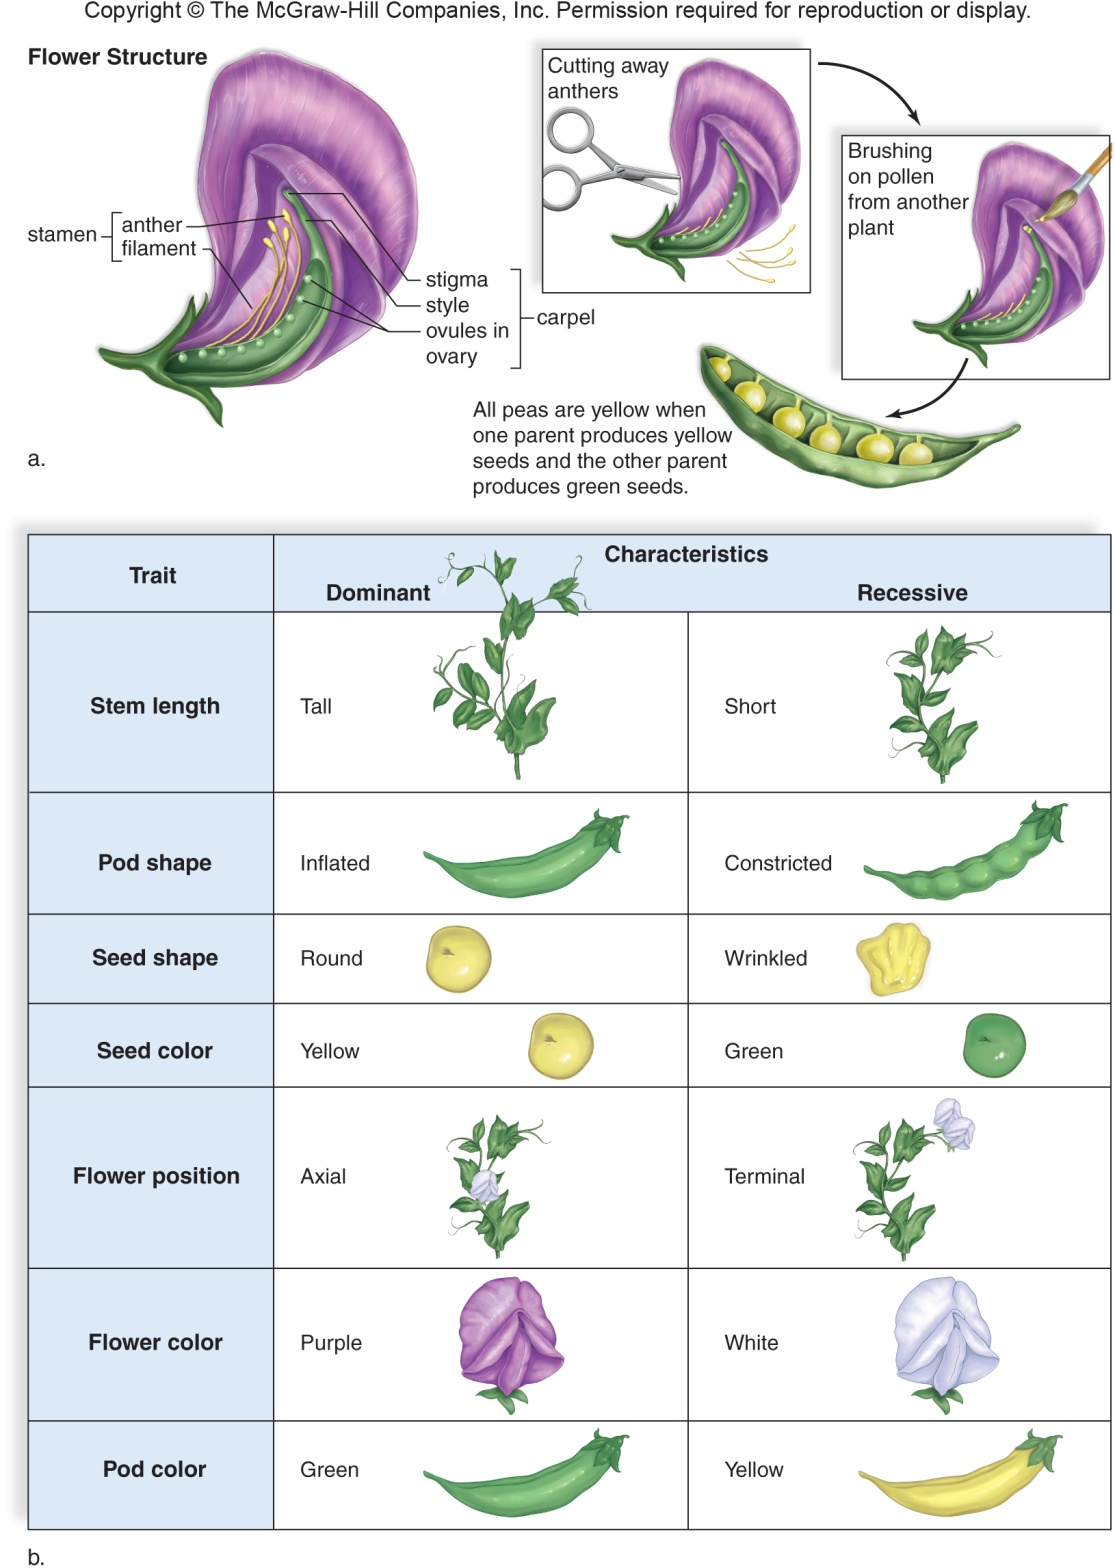 Copyright © The McGraw-Hill Companies, Inc. Permission required for reproduction or display.
Flower Structure
stamen
anther
filament
stigma
style
ovules in
ovary
carpel
Cutting away
anthers
Brushing
on pollen
from another
plant
All peas are yellow when
one parent produces yellow
seeds and the other parent
produces green seeds.
a.
Trait
Characteristics
Dominant
Recessive
Stem length
Tall
Short
Pod shape
Inflated
Constricted
Seed shape
Round
Wrinkled
Seed color
Yellow
Green
Flower position
Axial
Terminal
Flower color
Purple
White
Pod color
Green
Yellow
b.